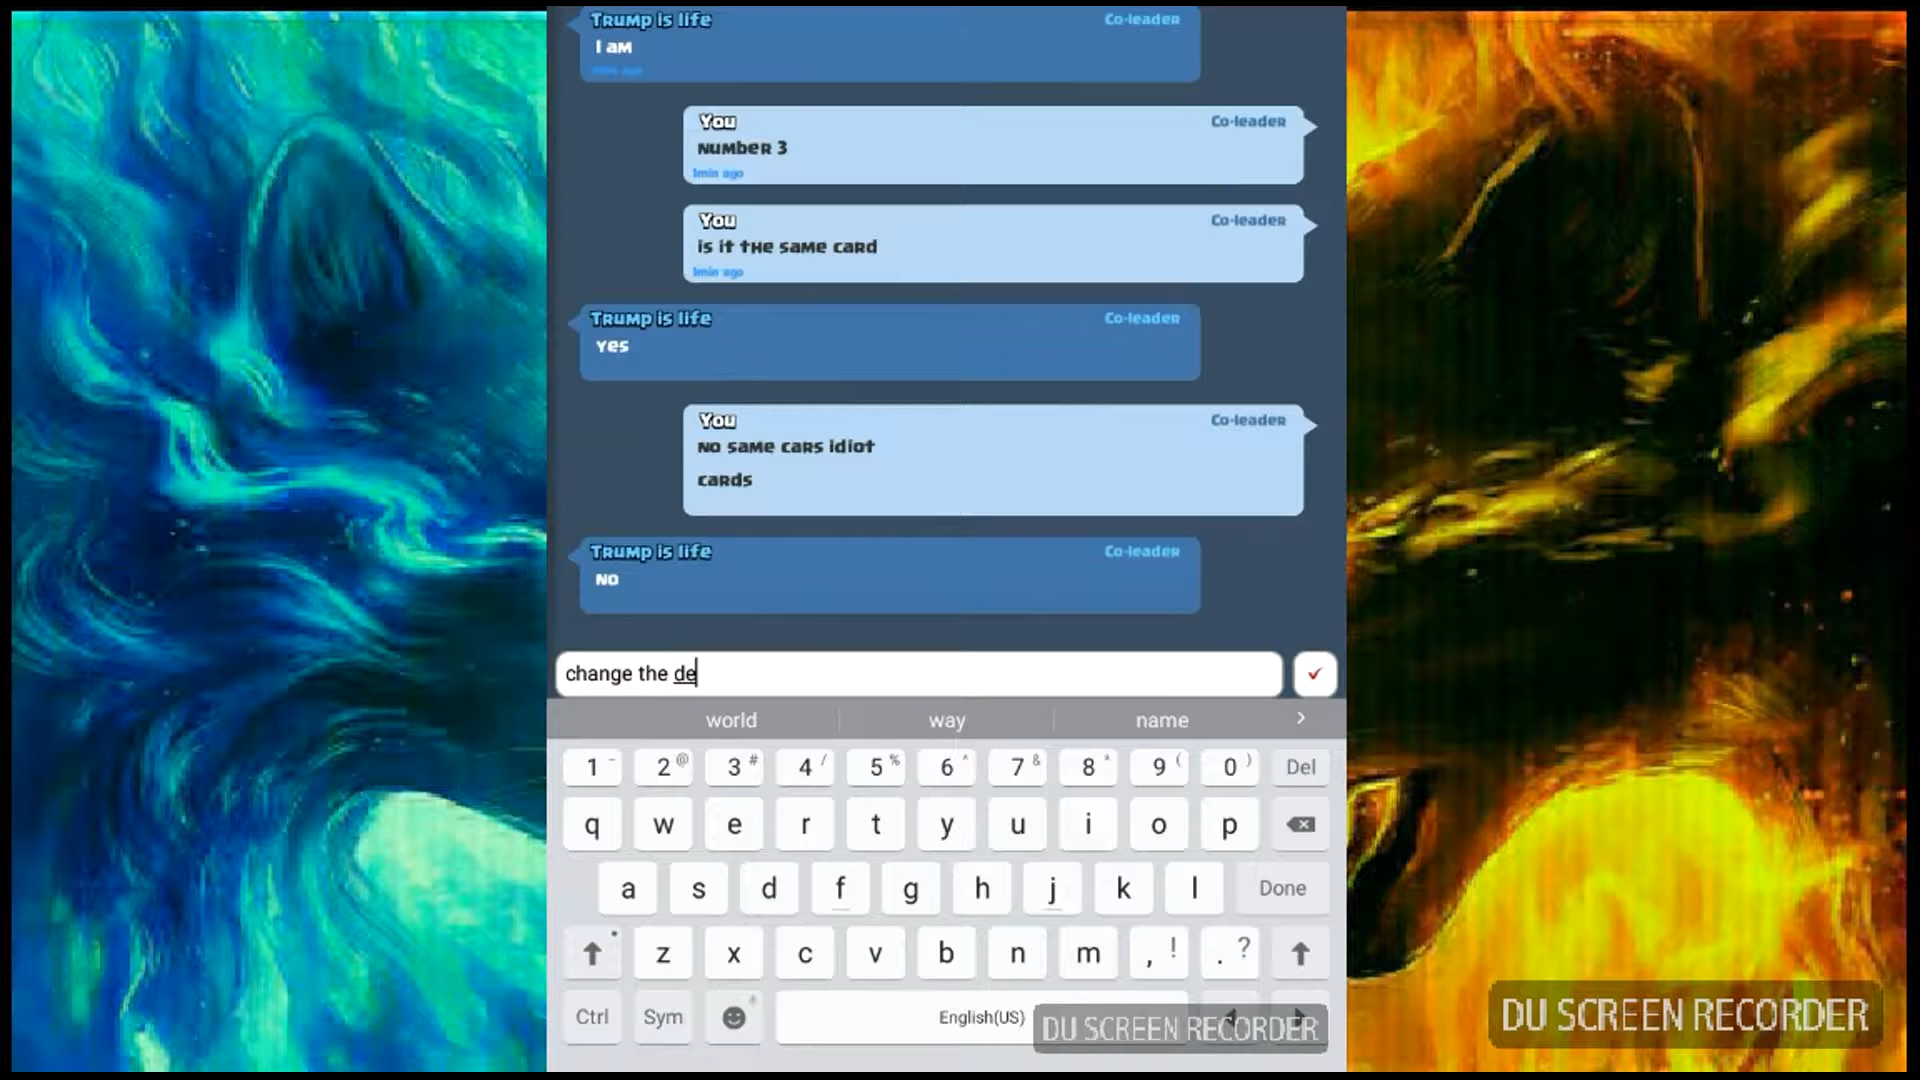 Trump is life Co-leader
I am
You Co-leader
Number 3
1min ago
You Co-leader
is it the same card
1min ago
Trump is life Co-leader
Yes
You Co-leader
No same cars idiot
cards
Trump is life Co-leader
No
change the de
world way name
1 - 2 @ 3 # 4 / 5 % 6 ^ 7 & 8 * 9 ( 0 ) Del
q w e r t y u i o p
a s d f g h j k l Done
z x c v b n m , ! . ?
Ctrl Sym English(US)
DU SCREEN RECORDER
DU SCREEN RECORDER